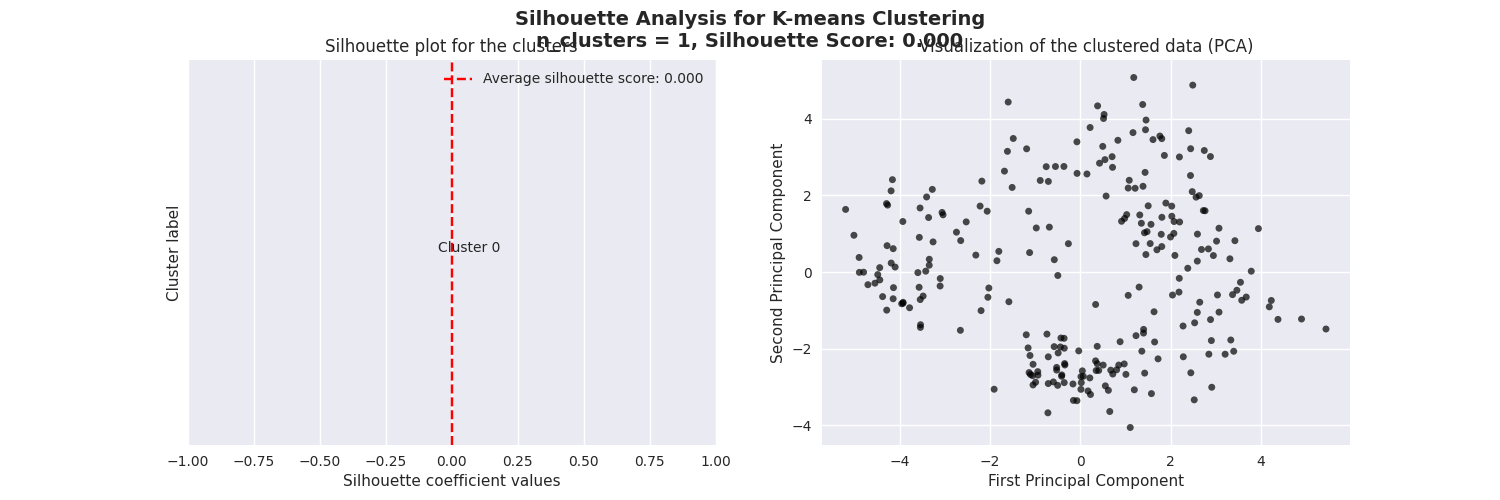 Silhouette Analysis for K-means Clustering
n_clusters = 1, Silhouette Score: 0.000
Silhouette plot for the clusters
Average silhouette score: 0.000
Cluster 0
Cluster label
−1.00 −0.75 −0.50 −0.25 0.00 0.25 0.50 0.75 1.00
Silhouette coefficient values
Visualization of the clustered data (PCA)
Second Principal Component
4
2
0
−2
−4
−4 −2 0 2 4
First Principal Component